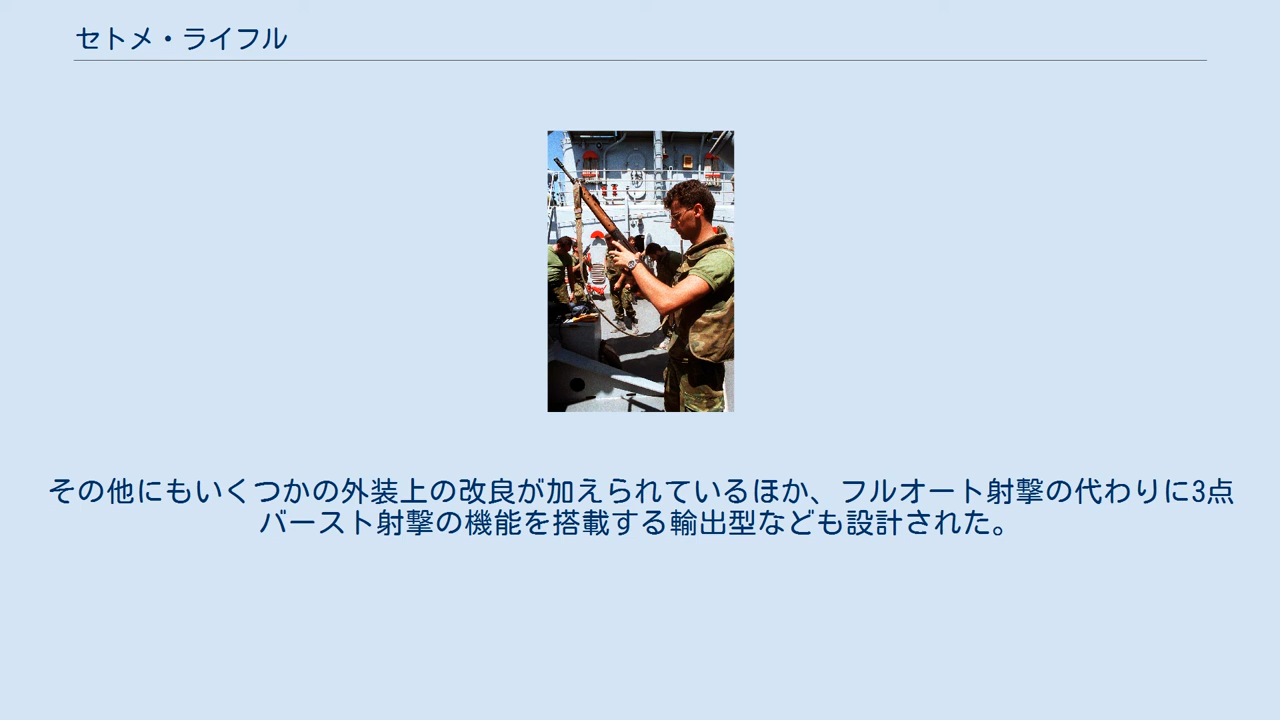 セトメ・ライフル
その他にもいくつかの外装上の改良が加えられているほか、フルオート射撃の代わりに3点
バースト射撃の機能を搭載する輸出型なども設計された。